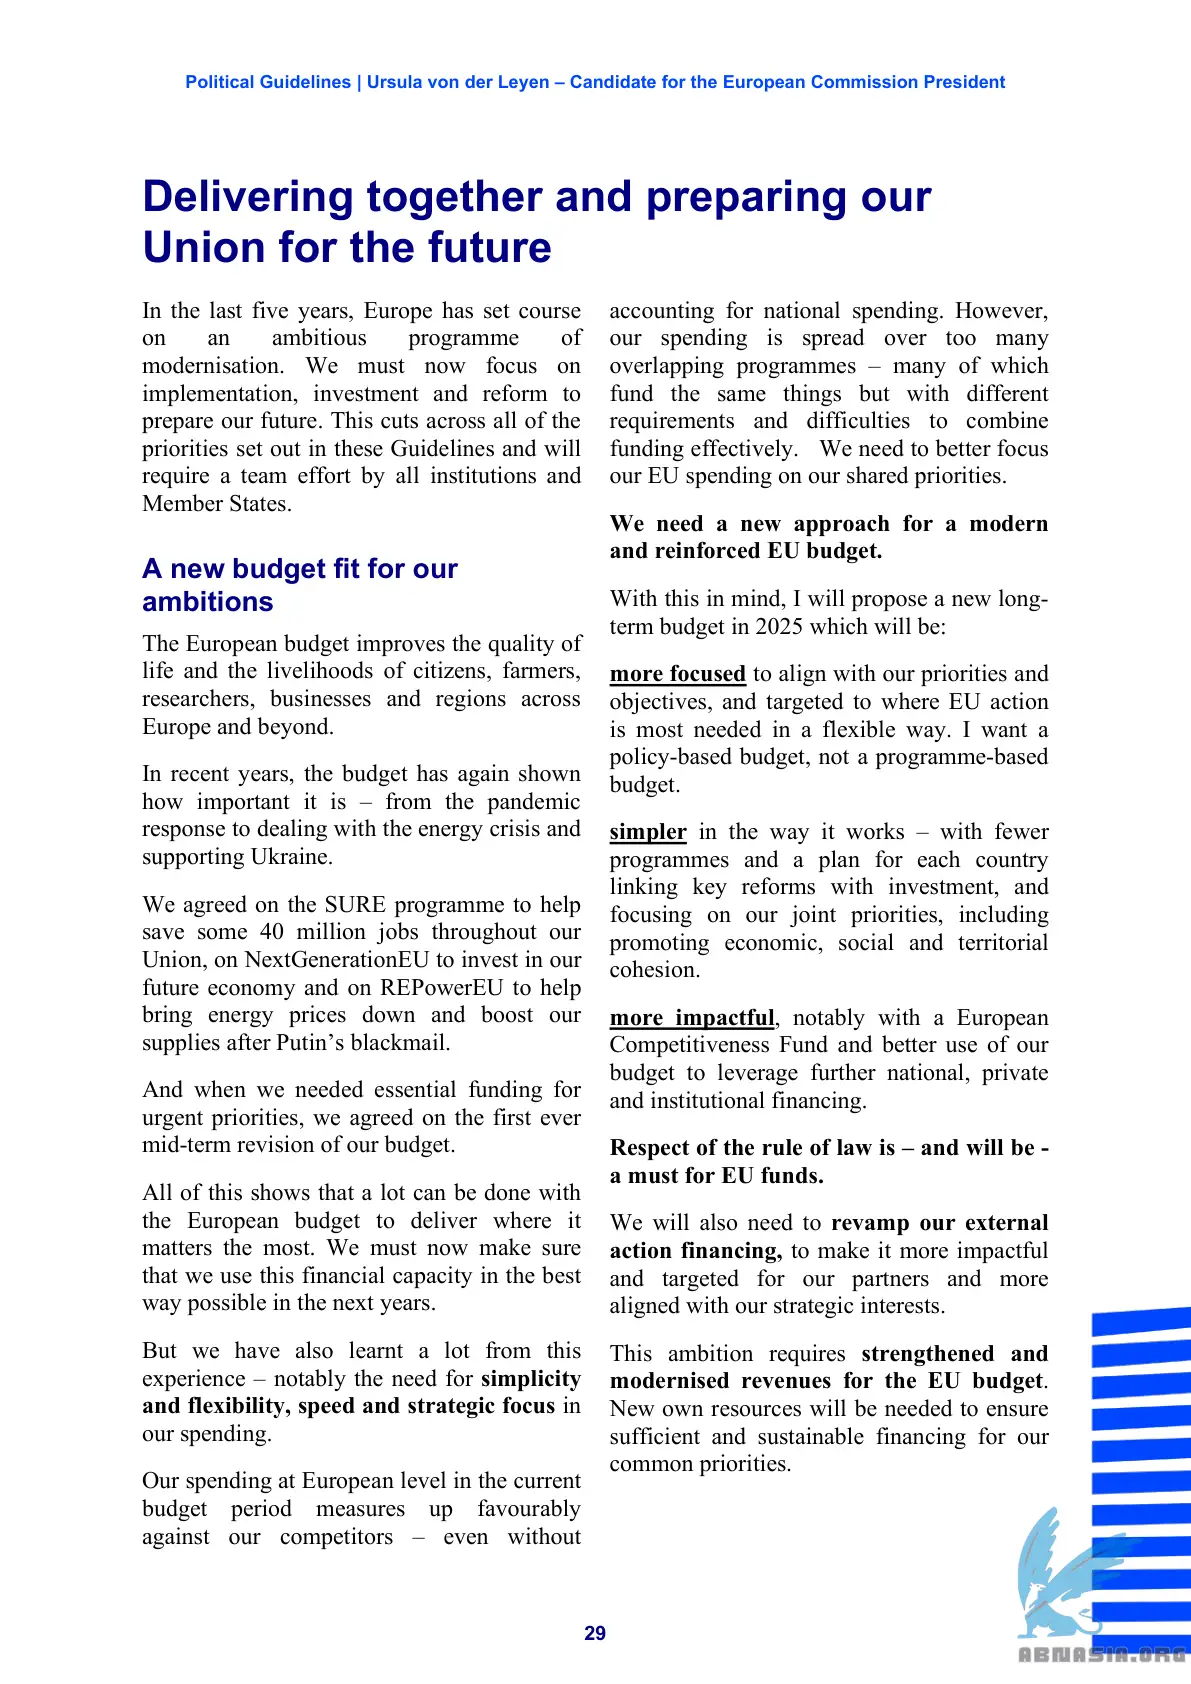 Political Guidelines | Ursula von der Leyen – Candidate for the European Commission President
Delivering together and preparing our
Union for the future
In the last five years, Europe has set course
on an ambitious programme of
modernisation. We must now focus on
implementation, investment and reform to
prepare our future. This cuts across all of the
priorities set out in these Guidelines and will
require a team effort by all institutions and
Member States.
A new budget fit for our
ambitions
The European budget improves the quality of
life and the livelihoods of citizens, farmers,
researchers, businesses and regions across
Europe and beyond.
In recent years, the budget has again shown
how important it is – from the pandemic
response to dealing with the energy crisis and
supporting Ukraine.
We agreed on the SURE programme to help
save some 40 million jobs throughout our
Union, on NextGenerationEU to invest in our
future economy and on REPowerEU to help
bring energy prices down and boost our
supplies after Putin’s blackmail.
And when we needed essential funding for
urgent priorities, we agreed on the first ever
mid-term revision of our budget.
All of this shows that a lot can be done with
the European budget to deliver where it
matters the most. We must now make sure
that we use this financial capacity in the best
way possible in the next years.
But we have also learnt a lot from this
experience – notably the need for simplicity
and flexibility, speed and strategic focus in
our spending.
Our spending at European level in the current
budget period measures up favourably
against our competitors – even without
accounting for national spending. However,
our spending is spread over too many
overlapping programmes – many of which
fund the same things but with different
requirements and difficulties to combine
funding effectively. We need to better focus
our EU spending on our shared priorities.
We need a new approach for a modern
and reinforced EU budget.
With this in mind, I will propose a new long-
term budget in 2025 which will be:
more focused to align with our priorities and
objectives, and targeted to where EU action
is most needed in a flexible way. I want a
policy-based budget, not a programme-based
budget.
simpler in the way it works – with fewer
programmes and a plan for each country
linking key reforms with investment, and
focusing on our joint priorities, including
promoting economic, social and territorial
cohesion.
more impactful, notably with a European
Competitiveness Fund and better use of our
budget to leverage further national, private
and institutional financing.
Respect of the rule of law is – and will be -
a must for EU funds.
We will also need to revamp our external
action financing, to make it more impactful
and targeted for our partners and more
aligned with our strategic interests.
This ambition requires strengthened and
modernised revenues for the EU budget.
New own resources will be needed to ensure
sufficient and sustainable financing for our
common priorities.
29
ABNASIA.ORG